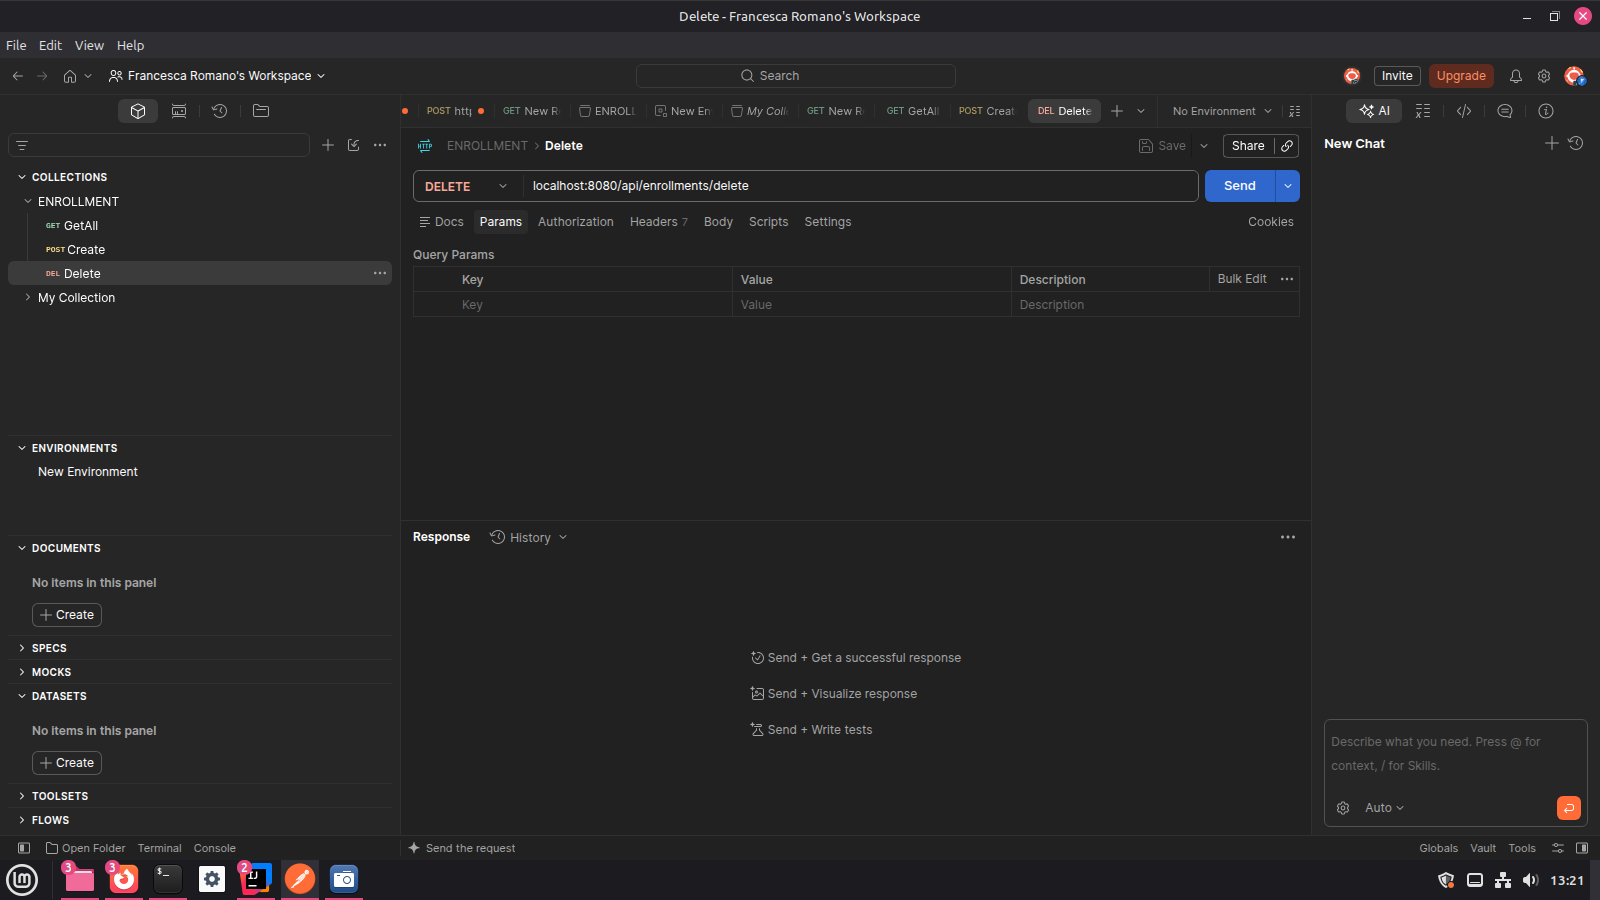 Delete - Francesca Romano's Workspace
File Edit View Help
Francesca Romano's Workspace
Search
Invite
Upgrade
POST http
GET New R
ENROLL
New En
My Coll
GET New R
GetAll
POST Creat
DEL Delete
No Environment
AI
ENROLLMENT > Delete
Save
Share
New Chat
COLLECTIONS
ENROLLMENT
GET GetAll
POST Create
DEL Delete
My Collection
DELETE
localhost:8080/api/enrollments/delete
Send
Docs Params Authorization Headers 7 Body Scripts Settings
Cookies
Query Params
Key Value Description Bulk Edit
Key Value Description
ENVIRONMENTS
New Environment
DOCUMENTS
No items in this panel
Create
SPECS
MOCKS
DATASETS
No items in this panel
Create
TOOLSETS
FLOWS
Response History
Send + Get a successful response
Send + Visualize response
Send + Write tests
Describe what you need. Press @ for
context, / for Skills.
Auto
Open Folder Terminal Console
Send the request
Globals Vault Tools
3
3
$_
2
IJ
13:21